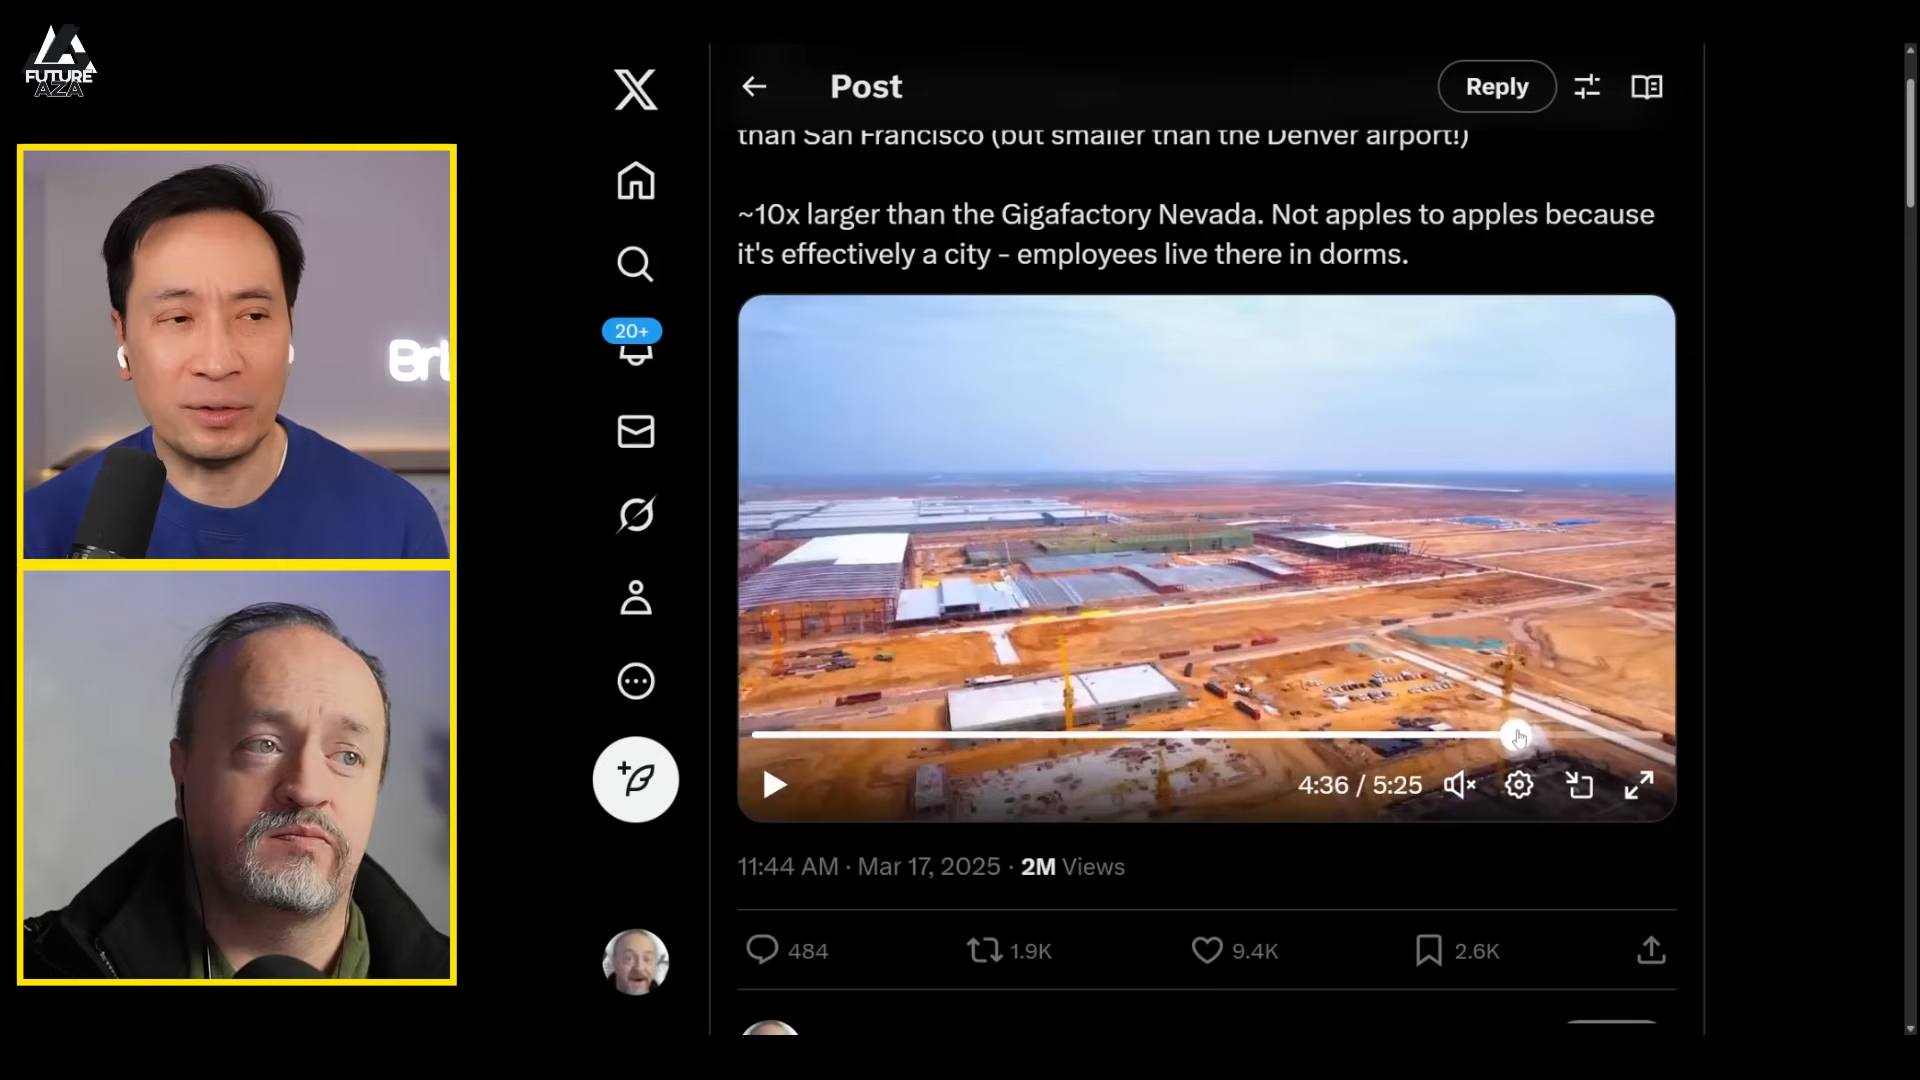 FUTURE
AZA
Post
Reply
than San Francisco (but smaller than the Denver airport!)
~10x larger than the Gigafactory Nevada. Not apples to apples because
it's effectively a city - employees live there in dorms.
20+
4:36 / 5:25
11:44 AM · Mar 17, 2025 · 2M Views
484
1.9K
9.4K
2.6K